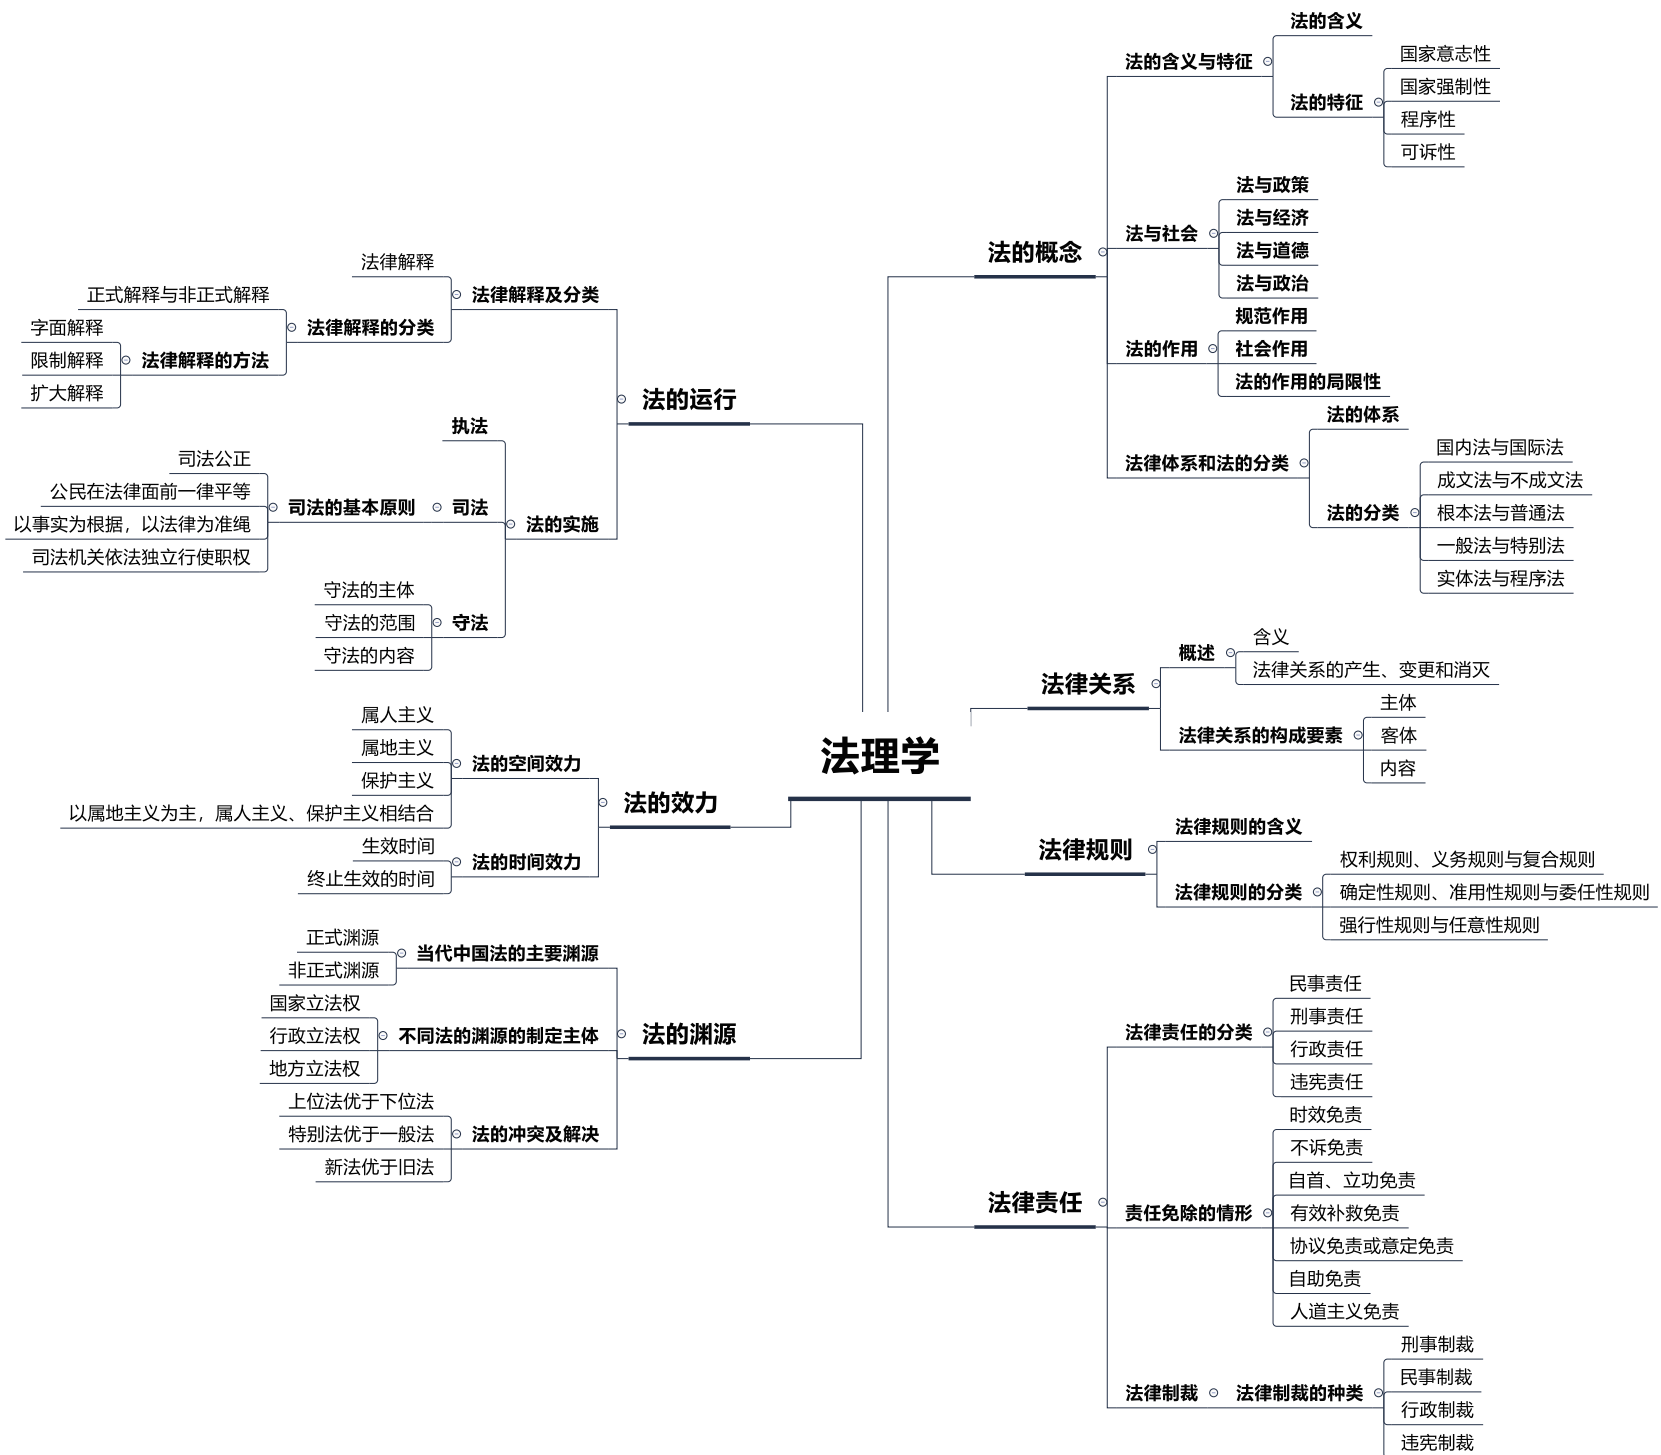 法理学
法的概念
法的含义与特征
法的含义
法的特征
国家意志性
国家强制性
程序性
可诉性
法与社会
法与政策
法与经济
法与道德
法与政治
法的作用
规范作用
社会作用
法的作用的局限性
法律体系和法的分类
法的体系
法的分类
国内法与国际法
成文法与不成文法
根本法与普通法
一般法与特别法
实体法与程序法
法律关系
概述
含义
法律关系的产生、变更和消灭
法律关系的构成要素
主体
客体
内容
法律规则
法律规则的含义
法律规则的分类
权利规则、义务规则与复合规则
确定性规则、准用性规则与委任性规则
强行性规则与任意性规则
法律责任
法律责任的分类
民事责任
刑事责任
行政责任
违宪责任
责任免除的情形
时效免责
不诉免责
自首、立功免责
有效补救免责
协议免责或意定免责
自助免责
人道主义免责
法律制裁
法律制裁的种类
刑事制裁
民事制裁
行政制裁
违宪制裁
法的运行
法律解释及分类
法律解释
法律解释的分类
正式解释与非正式解释
法律解释的方法
字面解释
限制解释
扩大解释
法的实施
执法
司法
司法的基本原则
司法公正
公民在法律面前一律平等
以事实为根据，以法律为准绳
司法机关依法独立行使职权
守法
守法的主体
守法的范围
守法的内容
法的效力
法的空间效力
属人主义
属地主义
保护主义
以属地主义为主，属人主义、保护主义相结合
法的时间效力
生效时间
终止生效的时间
法的渊源
当代中国法的主要渊源
正式渊源
非正式渊源
不同法的渊源的制定主体
国家立法权
行政立法权
地方立法权
法的冲突及解决
上位法优于下位法
特别法优于一般法
新法优于旧法